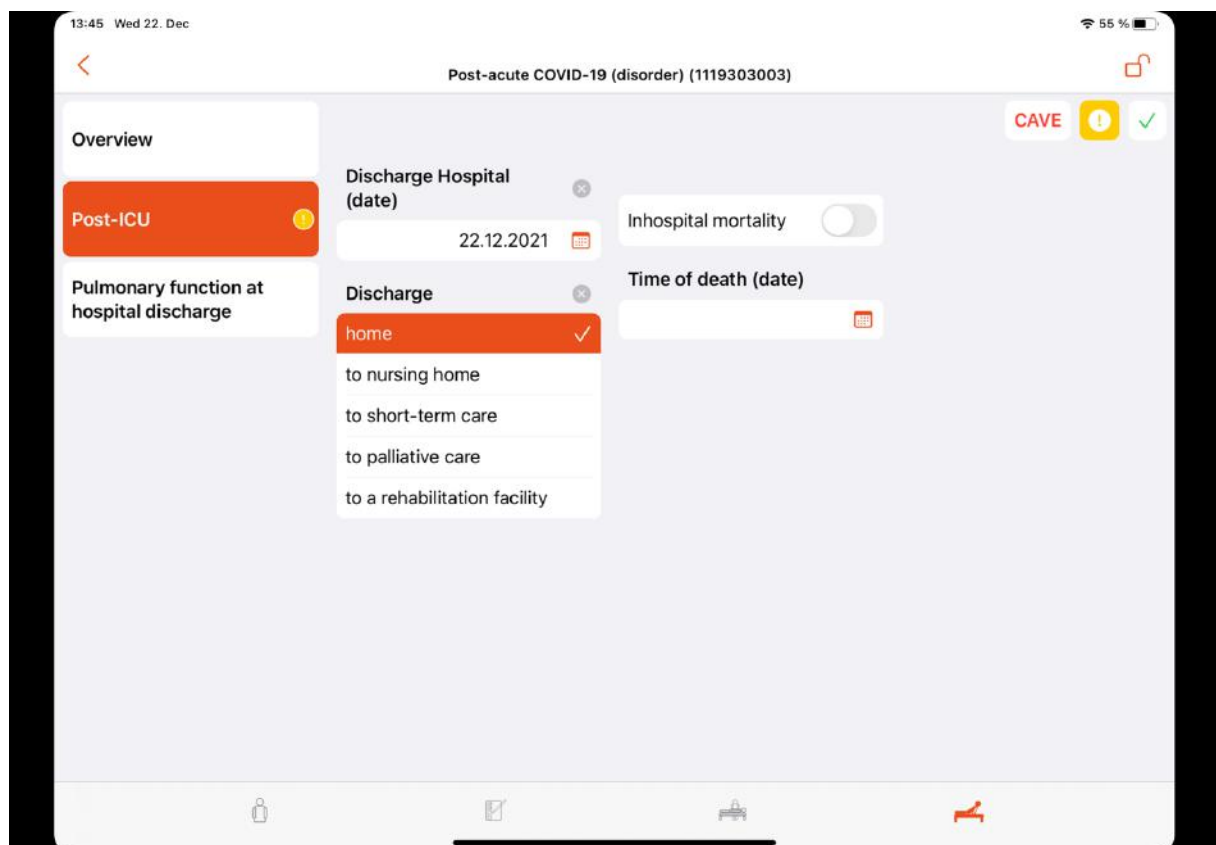 13:45 Wed 22. Dec
55 %
Post-acute COVID-19 (disorder) (1119303003)
CAVE
Overview
Post-ICU
Pulmonary function at
hospital discharge
Discharge Hospital
(date)
22.12.2021
Discharge
home
to nursing home
to short-term care
to palliative care
to a rehabilitation facility
Inhospital mortality
Time of death (date)